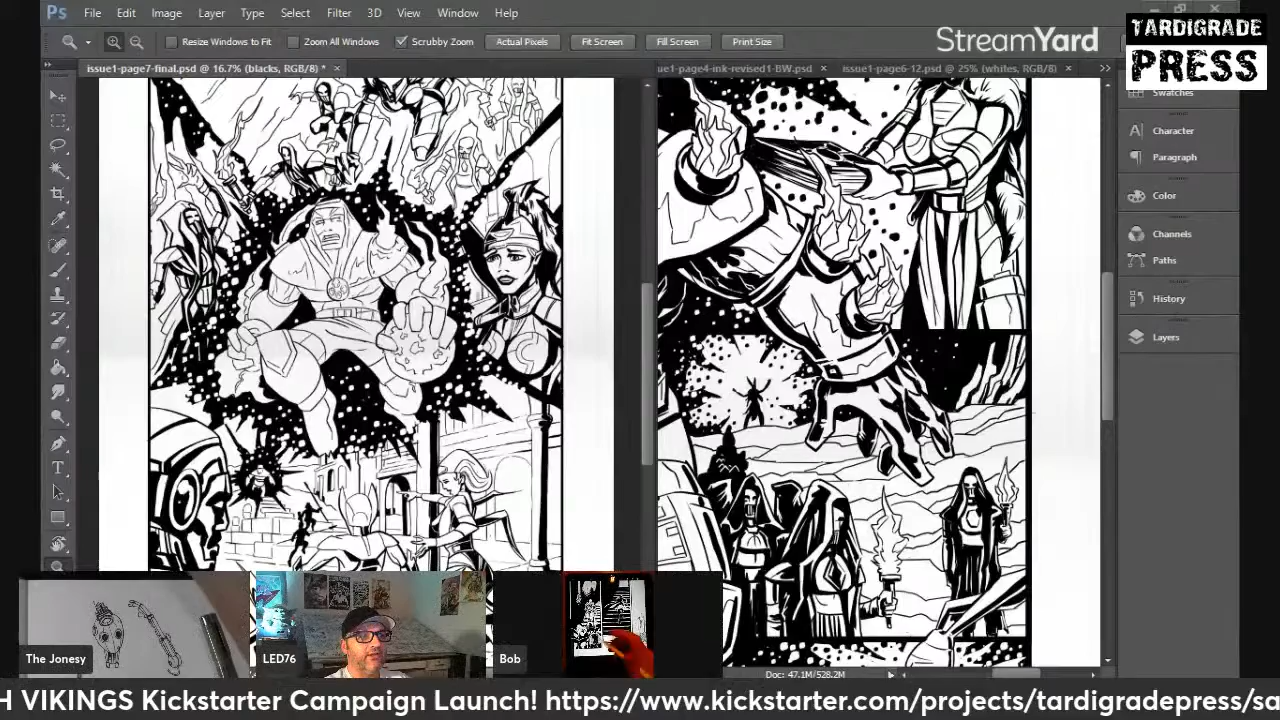 Ps File Edit Image Layer Type Select Filter 3D View Window Help
TARDIGRADE
PRESS
Resize Windows to Fit Zoom All Windows Scrubby Zoom Actual Pixels Fit Screen Fill Screen Print Size
StreamYard
issue1-page7-final.psd @ 16.7% (blacks, RGB/8) * ×
ue1-page4-ink-revised1-BW.psd × issue1-page6-12.psd @ 25% (whites, RGB/8) ×
Swatches
Character
Paragraph
Color
Channels
Paths
History
Layers
The Jonesy
LED76
Bob
Doc: 47.1M/528.2M
H VIKINGS Kickstarter Campaign Launch! https://www.kickstarter.com/projects/tardigradepress/sa